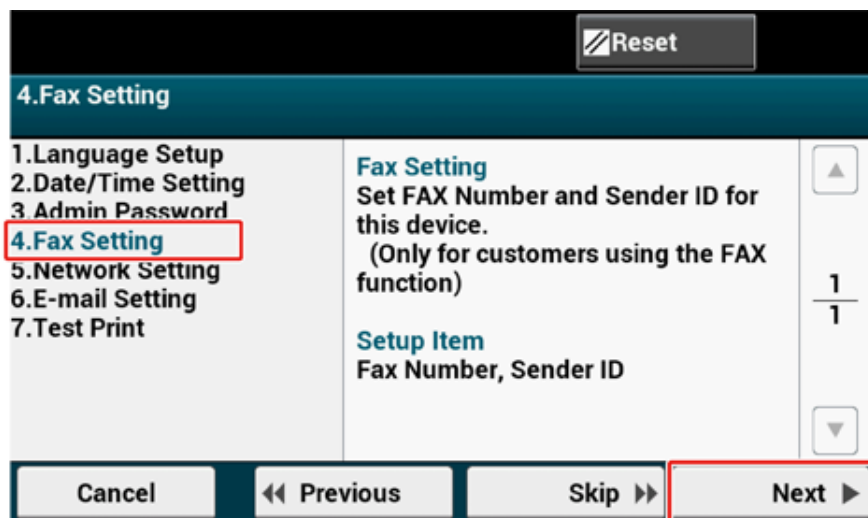 Reset
4.Fax Setting
1.Language Setup
2.Date/Time Setting
3.Admin Password
4.Fax Setting
5.Network Setting
6.E-mail Setting
7.Test Print
Fax Setting
Set FAX Number and Sender ID for
this device.
(Only for customers using the FAX
function)
Setup Item
Fax Number, Sender ID
1
1
Cancel
Previous
Skip
Next